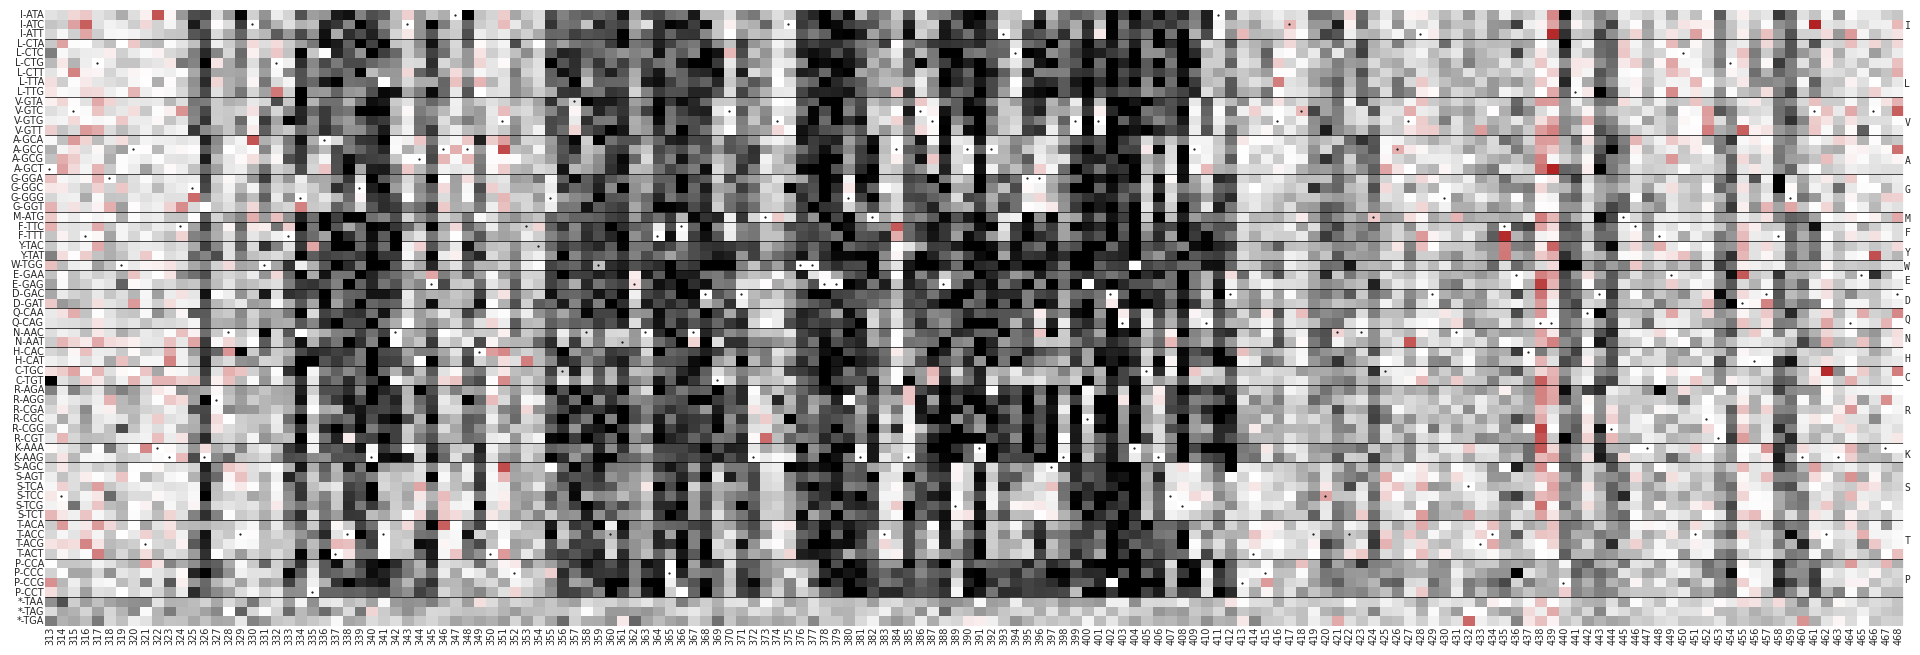 I-ATA
I-ATC
I
I-ATT
L-CTA
L-CTC
L-CTG
L-CTT
L-TTA
L
L-TTG
V-GTA
V-GTC
V-GTG
V
V-GTT
A-GCA
A-GCC
A-GCG
A
A-GCT
G-GGA
G-GGC
G
G-GGG
G-GGT
M-ATG
M
F-TTC
F
F-TTT
Y-TAC
Y
Y-TAT
W-TGG
W
E-GAA
E
E-GAG
D-GAC
D
D-GAT
Q-CAA
Q
Q-CAG
N-AAC
N
N-AAT
H-CAC
H
H-CAT
C-TGC
C
C-TGT
R-AGA
R-AGG
R-CGA
R
R-CGC
R-CGG
R-CGT
K-AAA
K
K-AAG
S-AGC
S-AGT
S-TCA
S
S-TCC
S-TCG
S-TCT
T-ACA
T-ACC
T
T-ACG
T-ACT
P-CCA
P-CCC
P
P-CCG
P-CCT
*-TAA
*-TAG
*-TGA
313 314 315 316 317 318 319 320 321 322 323 324 325 326 327 328 329 330 331 332 333 334 335 336 337 338 339 340 341 342 343 344 345 346 347 348 349 350 351 352 353 354 355 356 357 358 359 360 361 362 363 364 365 366 367 368 369 370 371 372 373 374 375 376 377 378 379 380 381 382 383 384 385 386 387 388 389 390 391 392 393 394 395 396 397 398 399 400 401 402 403 404 405 406 407 408 409 410 411 412 413 414 415 416 417 418 419 420 421 422 423 424 425 426 427 428 429 430 431 432 433 434 435 436 437 438 439 440 441 442 443 444 445 446 447 448 449 450 451 452 453 454 455 456 457 458 459 460 461 462 463 464 465 466 467 468